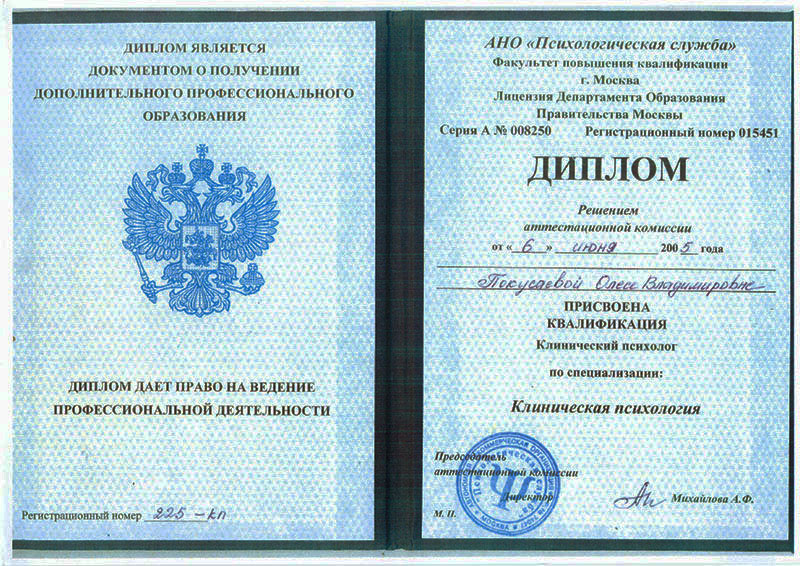 ДИПЛОМ ЯВЛЯЕТСЯ
ДОКУМЕНТОМ О ПОЛУЧЕНИИ
ДОПОЛНИТЕЛЬНОГО ПРОФЕССИОНАЛЬНОГО
ОБРАЗОВАНИЯ
ДИПЛОМ ДАЕТ ПРАВО НА ВЕДЕНИЕ
ПРОФЕССИОНАЛЬНОЙ ДЕЯТЕЛЬНОСТИ
Регистрационный номер 225 – кп
АНО «Психологическая служба»
Факультет повышения квалификации
г. Москва
Лицензия Департамента Образования
Правительства Москвы
Серия А № 008250 Регистрационный номер 015451
ДИПЛОМ
Решением
аттестационной комиссии
от « 6 » июня 2005 года
Покусаевой Олесе Владимировне
ПРИСВОЕНА
КВАЛИФИКАЦИЯ
Клинический психолог
по специализации:
Клиническая психология
Председатель
аттестационной комиссии
Директор Михайлова А.Ф.
М. П.